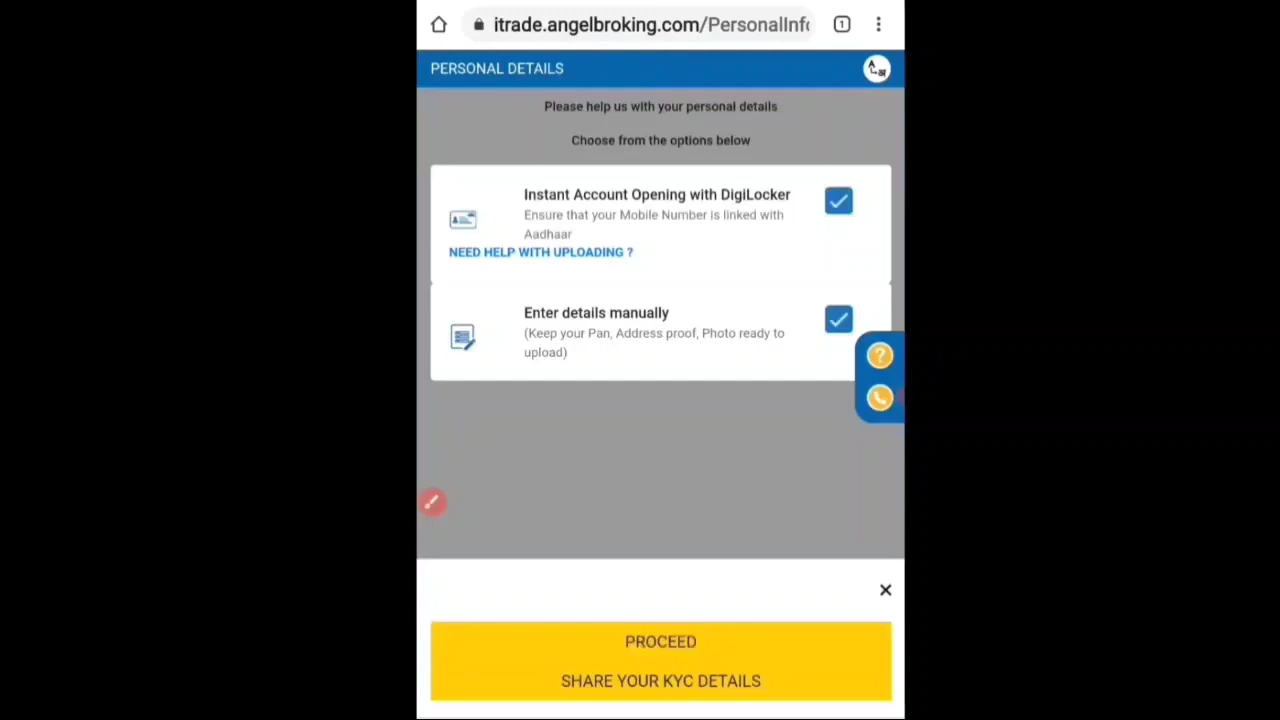 itrade.angelbroking.com/PersonalInfo
1
PERSONAL DETAILS
Please help us with your personal details
Choose from the options below
Instant Account Opening with DigiLocker
Ensure that your Mobile Number is linked with
Aadhaar
NEED HELP WITH UPLOADING ?
Enter details manually
(Keep your Pan, Address proof, Photo ready to
upload)
?
PROCEED
SHARE YOUR KYC DETAILS